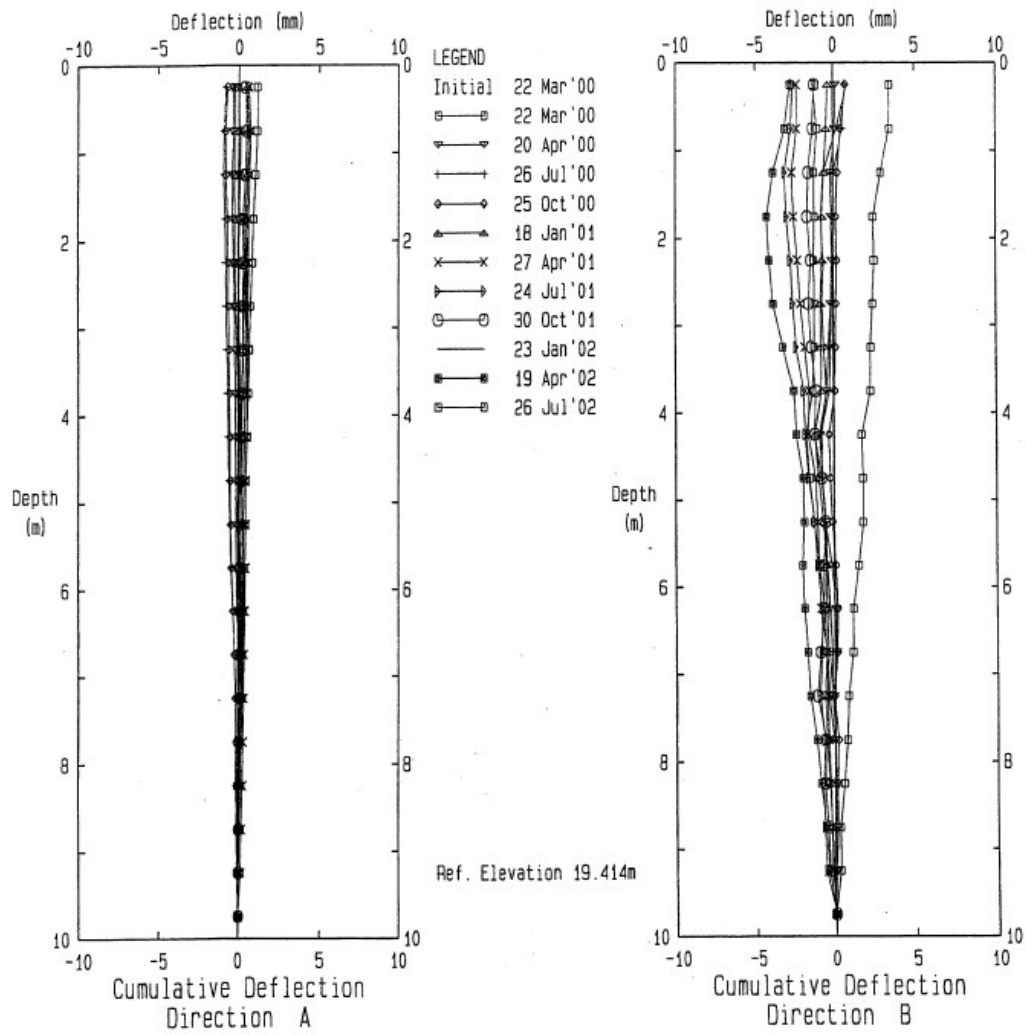 Deflection (mm)
-10 -5 0 5 10
0 0
2 2
4 4
Depth
(m)
6 6
8 8
10 10
-10 -5 0 5 10
Cumulative Deflection
Direction A
LEGEND
Initial 22 Mar'00
22 Mar'00
20 Apr'00
26 Jul'00
25 Oct'00
18 Jan'01
27 Apr'01
24 Jul'01
30 Oct'01
23 Jan'02
19 Apr'02
26 Jul'02
Ref. Elevation 19.414m
Deflection (mm)
-10 -5 0 5 10
0 0
2 2
4 4
Depth
(m)
6 6
8 8
10 10
-10 -5 0 5 10
Cumulative Deflection
Direction B